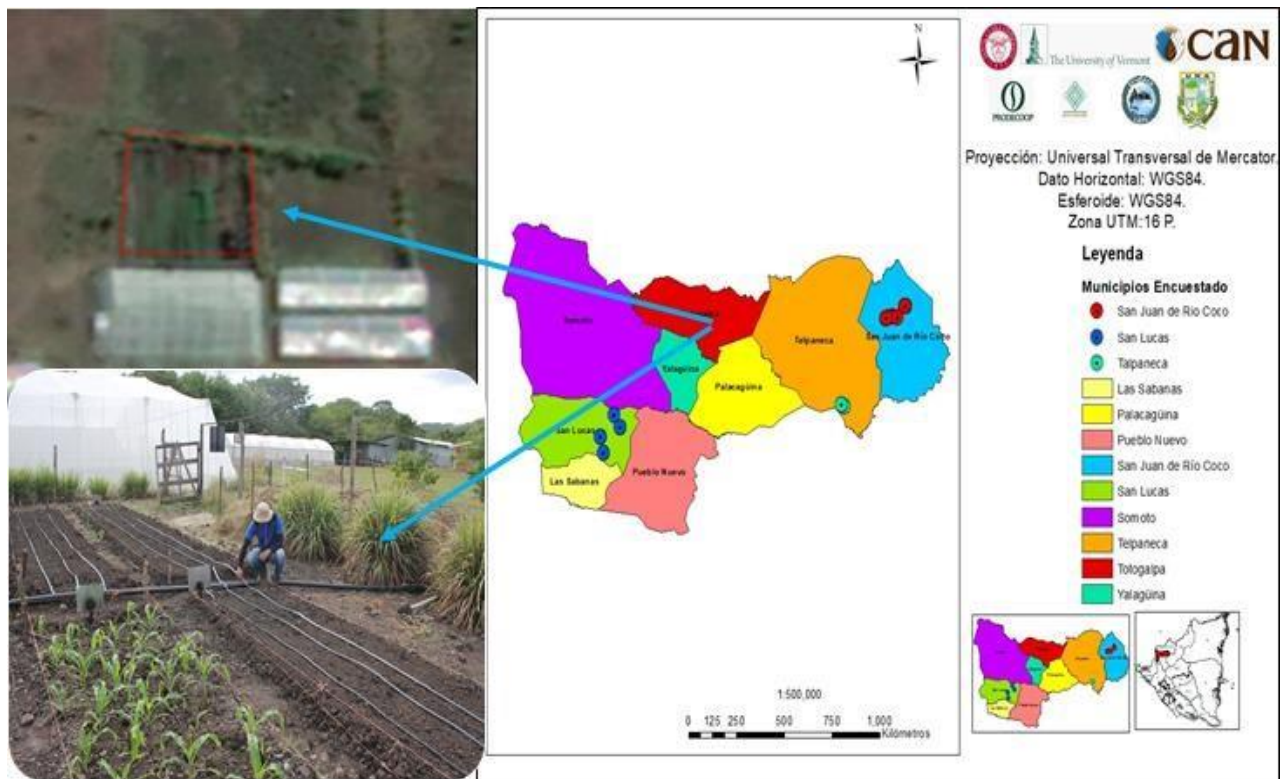 N
Somoto
Yalagüina
Palacagüina
Telpaneca
San Juan de Río Coco
San Lucas
Las Sabanas
Pueblo Nuevo
1:500,000
0 125 250 500 750 1,000
Kilómetros
The University of Vermont
CAN
PRODECOOP
Proyección: Universal Transversal de Mercator.
Dato Horizontal: WGS84.
Esferoide: WGS84.
Zona UTM:16 P.
Leyenda
Municipios Encuestado
San Juan de Río Coco
San Lucas
Talpaneca
Las Sabanas
Palacagüina
Pueblo Nuevo
San Juan de Río Coco
San Lucas
Somoto
Telpaneca
Totogalpa
Yalagüina